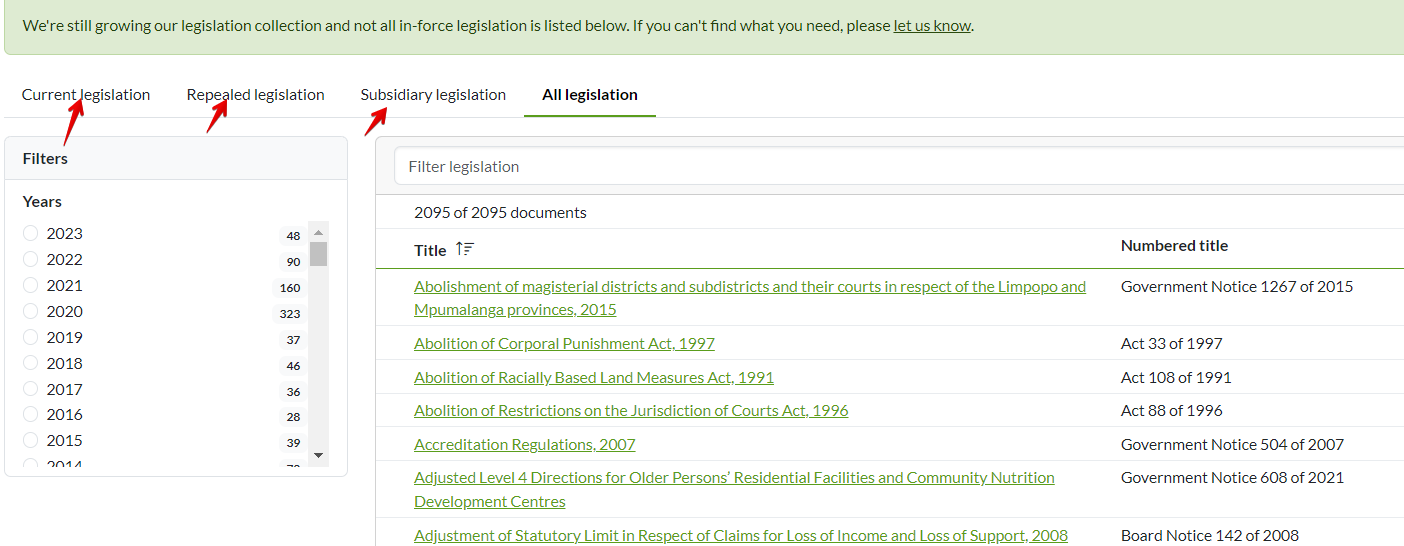 We're still growing our legislation collection and not all in-force legislation is listed below. If you can't find what you need, please let us know.
Current legislation
Repealed legislation
Subsidiary legislation
All legislation
Filters
Years
2023 48
2022 90
2021 160
2020 323
2019 37
2018 46
2017 36
2016 28
2015 39
2014
Filter legislation
2095 of 2095 documents
Title Numbered title
Abolishment of magisterial districts and subdistricts and their courts in respect of the Limpopo and Government Notice 1267 of 2015
Mpumalanga provinces, 2015
Abolition of Corporal Punishment Act, 1997 Act 33 of 1997
Abolition of Racially Based Land Measures Act, 1991 Act 108 of 1991
Abolition of Restrictions on the Jurisdiction of Courts Act, 1996 Act 88 of 1996
Accreditation Regulations, 2007 Government Notice 504 of 2007
Adjusted Level 4 Directions for Older Persons’ Residential Facilities and Community Nutrition Government Notice 608 of 2021
Development Centres
Adjustment of Statutory Limit in Respect of Claims for Loss of Income and Loss of Support, 2008 Board Notice 142 of 2008